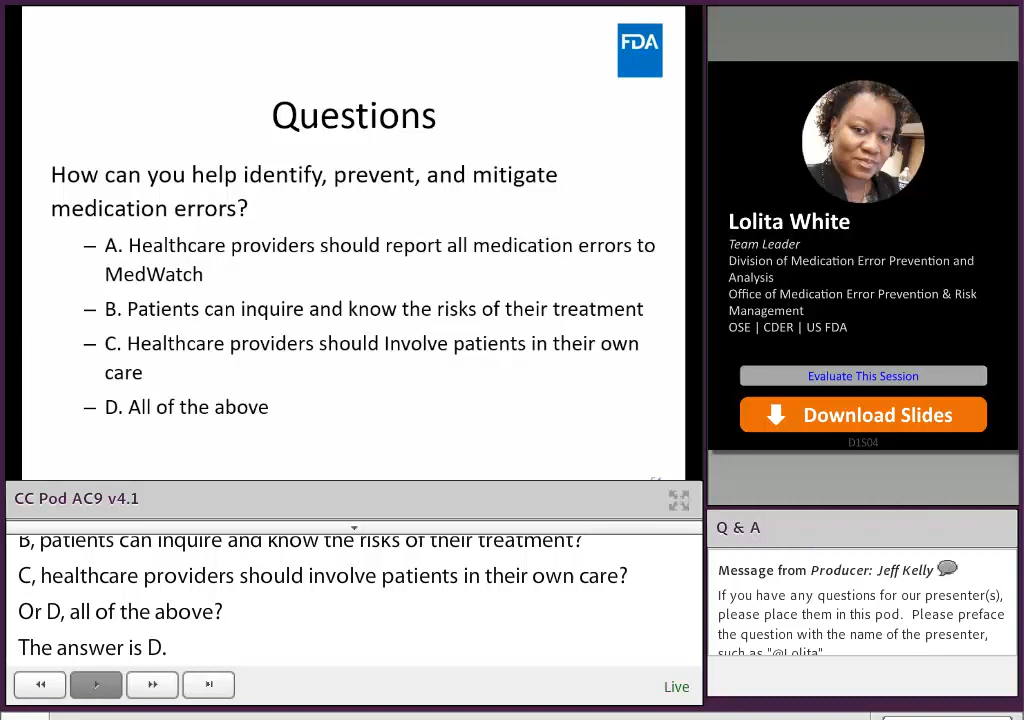 FDA
Questions
How can you help identify, prevent, and mitigate
medication errors?
– A. Healthcare providers should report all medication errors to
MedWatch
– B. Patients can inquire and know the risks of their treatment
– C. Healthcare providers should Involve patients in their own
care
– D. All of the above
CC Pod AC9 v4.1
B, patients can inquire and know the risks of their treatment?
C, healthcare providers should involve patients in their own care?
Or D, all of the above?
The answer is D.
Live
Lolita White
Team Leader
Division of Medication Error Prevention and
Analysis
Office of Medication Error Prevention & Risk
Management
OSE | CDER | US FDA
Evaluate This Session
Download Slides
D1S04
Q & A
Message from Producer: Jeff Kelly
If you have any questions for our presenter(s),
please place them in this pod. Please preface
the question with the name of the presenter,
such as "@Lolita"